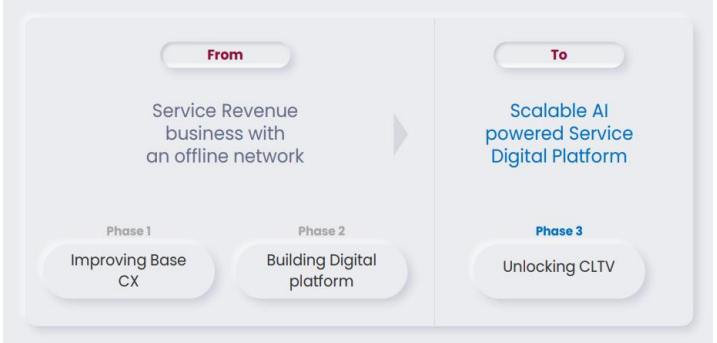 From
Service Revenue
business with
an offline network
To
Scalable AI
powered Service
Digital Platform
Phase 1
Improving Base
CX
Phase 2
Building Digital
platform
Phase 3
Unlocking CLTV